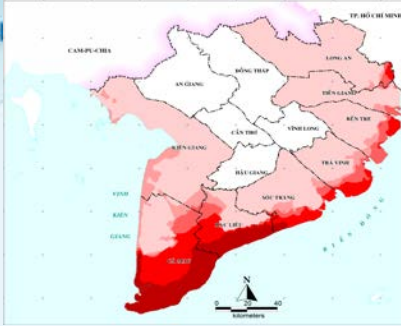 TP: HỒ CHÍ MINH
CAM-PU-CHIA
LONG AN
ĐỒNG THÁP
AN GIANG
TIỀN GIANG
BẾN TRE
CẦN THƠ
VĨNH LONG
KIÊN GIANG
TRÀ VINH
HẬU GIANG
SÓC TRĂNG
VỊNH
KIÊN
GIANG
BẠC LIÊU
BIỂN ĐÔNG
CÀ MAU
N
0 20 40
kilometers